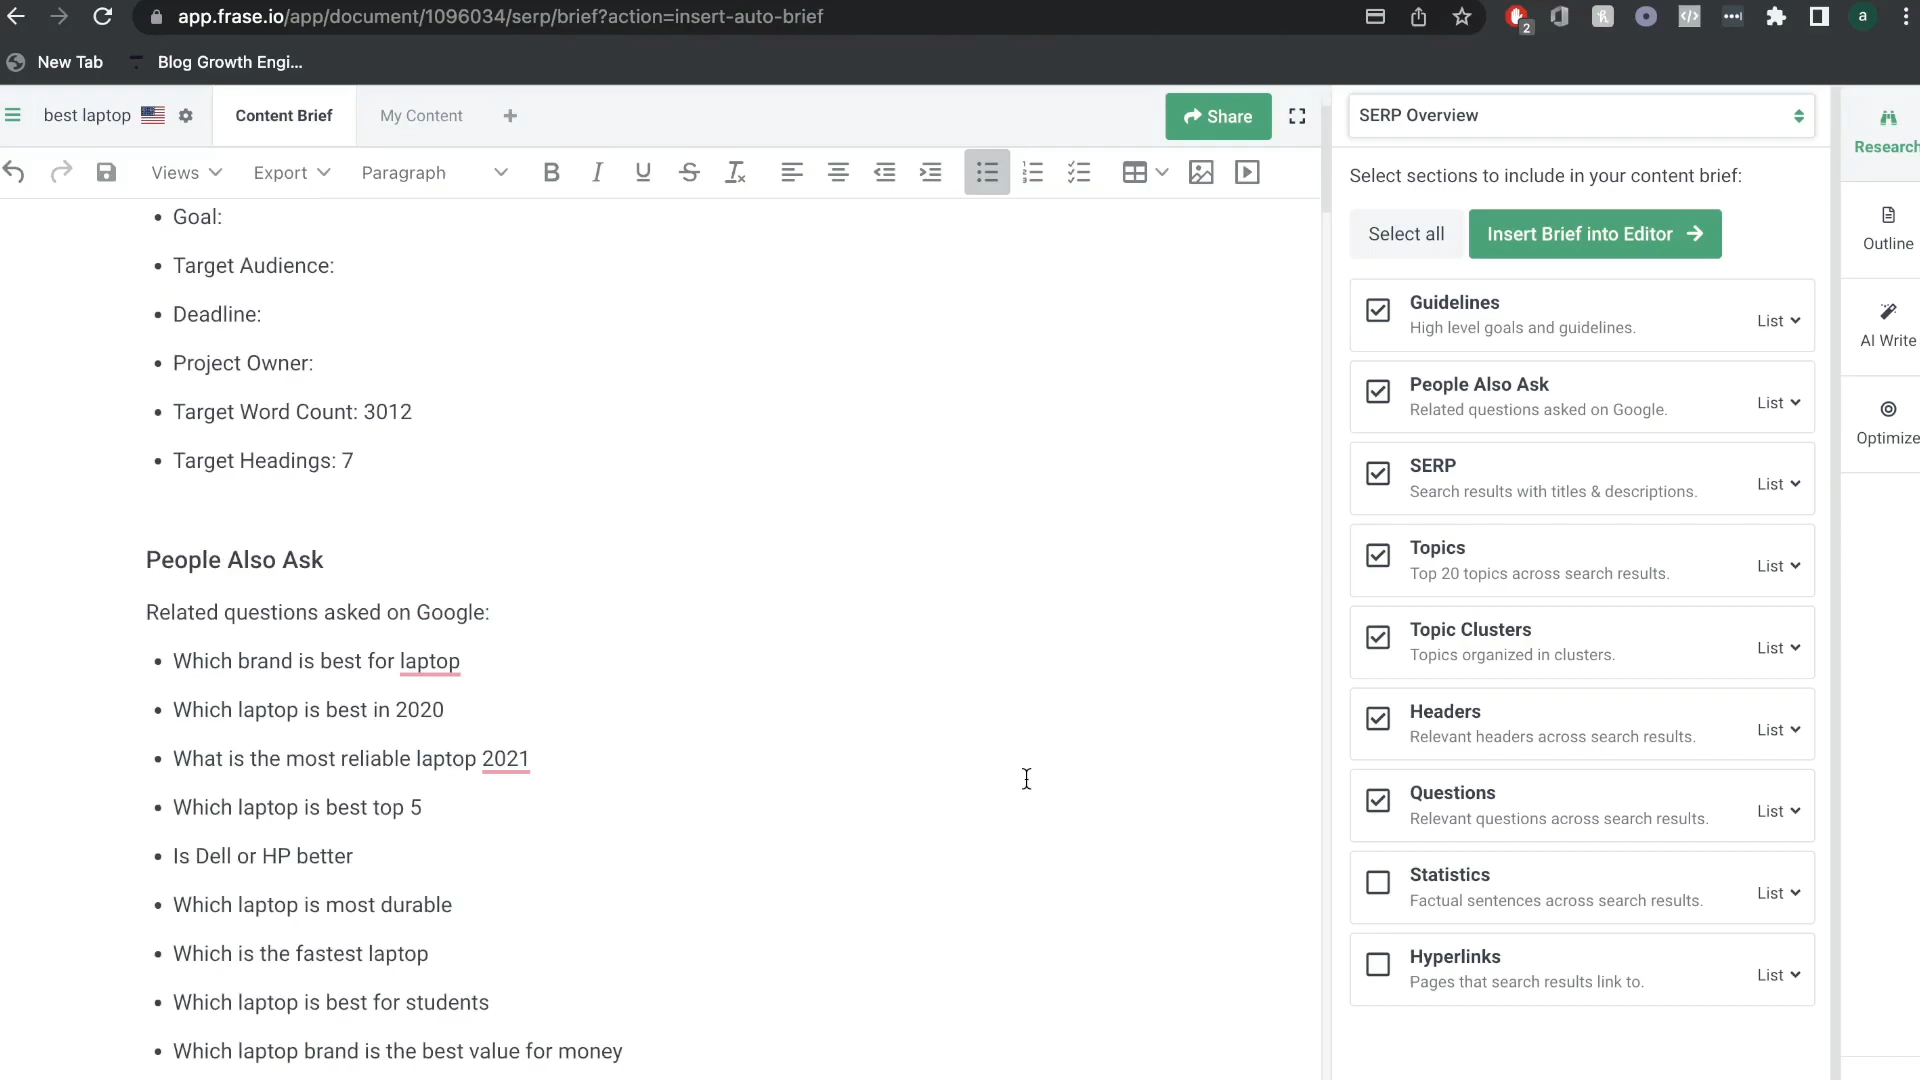 app.frase.io/app/document/1096034/serp/brief?action=insert-auto-brief
2
a
New Tab
Blog Growth Engi...
best laptop
Content Brief
My Content
+
Share
SERP Overview
Research
Views
Export
Paragraph
B
I
U
S
Select sections to include in your content brief:
Select all
Insert Brief into Editor
• Goal:
• Target Audience:
• Deadline:
• Project Owner:
• Target Word Count: 3012
• Target Headings: 7
People Also Ask
Related questions asked on Google:
• Which brand is best for laptop
• Which laptop is best in 2020
• What is the most reliable laptop 2021
• Which laptop is best top 5
• Is Dell or HP better
• Which laptop is most durable
• Which is the fastest laptop
• Which laptop is best for students
• Which laptop brand is the best value for money
Guidelines
High level goals and guidelines.
List
People Also Ask
Related questions asked on Google.
List
SERP
Search results with titles & descriptions.
List
Topics
Top 20 topics across search results.
List
Topic Clusters
Topics organized in clusters.
List
Headers
Relevant headers across search results.
List
Questions
Relevant questions across search results.
List
Statistics
Factual sentences across search results.
List
Hyperlinks
Pages that search results link to.
List
Outline
AI Write
Optimize